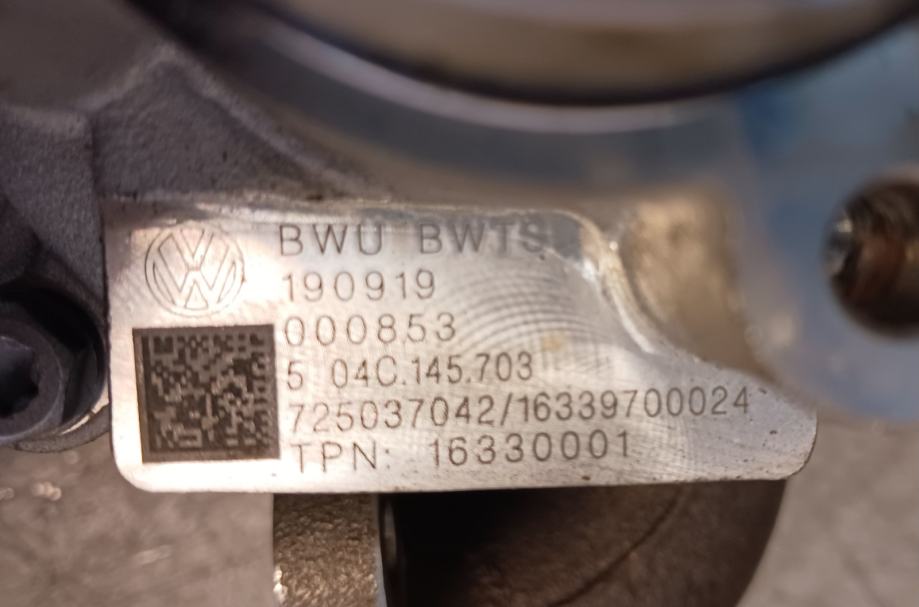 BWU BWTS
190919
000853
5 04C.145.703
725037042/16339700024
TPN: 16330001